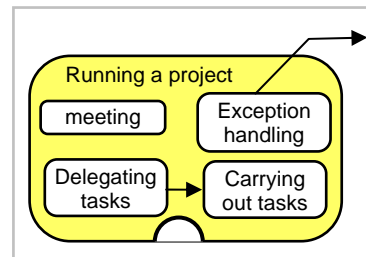 Running a project
meeting
Exception
handling
Delegating
tasks
Carrying
out tasks